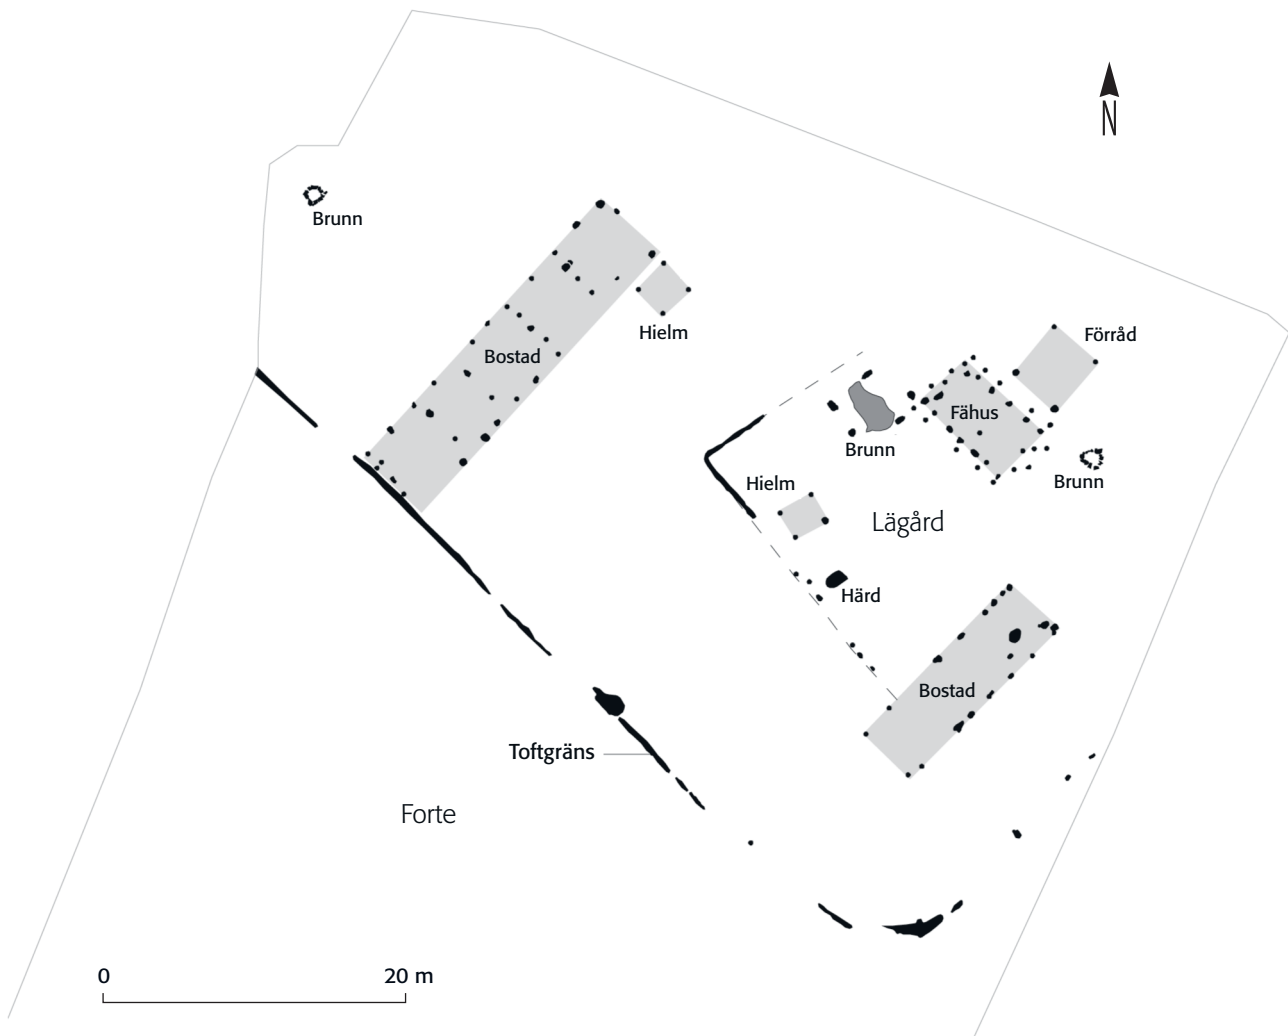 N
Brunn
Hielm
Förråd
Bostad
Fähus
Brunn
Brunn
Hielm
Lägård
Härd
Bostad
Toftgräns
Forte
0
20 m